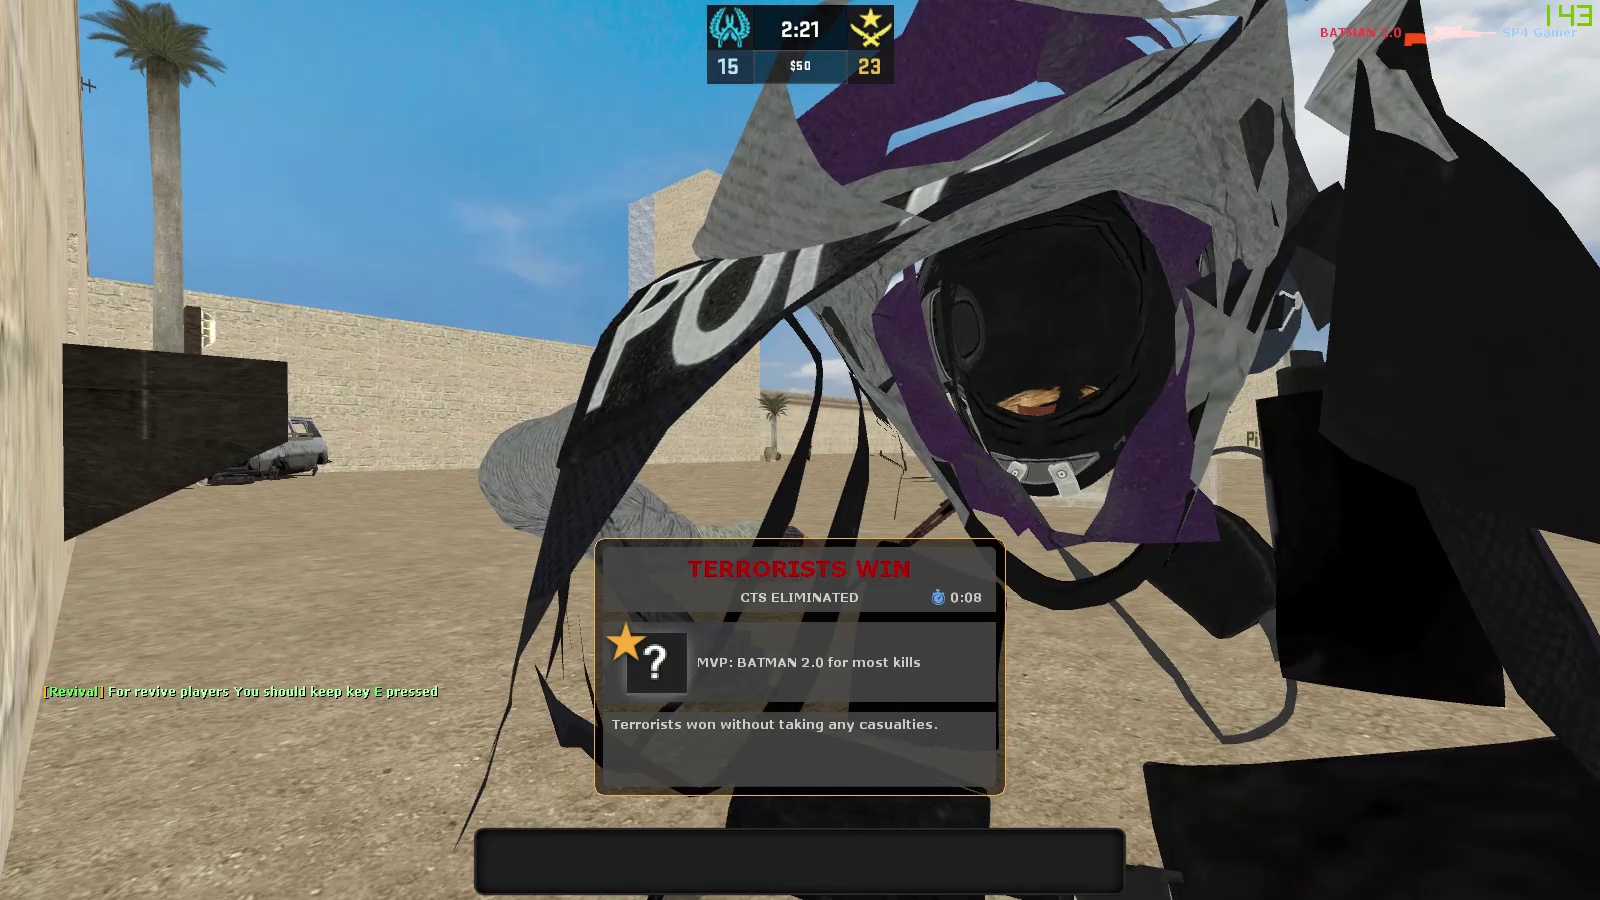 143
2:21
BATMAN 2.0 SP4 Gamer
15 $50 23
POI
Pi
TERRORISTS WIN
CTS ELIMINATED 0:08
?
MVP: BATMAN 2.0 for most kills
[Revival] For revive players You should keep key E pressed
Terrorists won without taking any casualties.